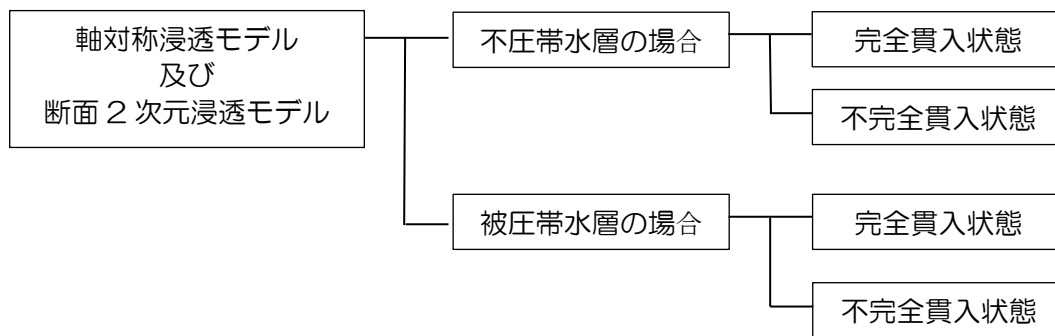 軸対称浸透モデル
及び
断面２次元浸透モデル
不圧帯水層の場合
完全貫入状態
不完全貫入状態
被圧帯水層の場合
完全貫入状態
不完全貫入状態